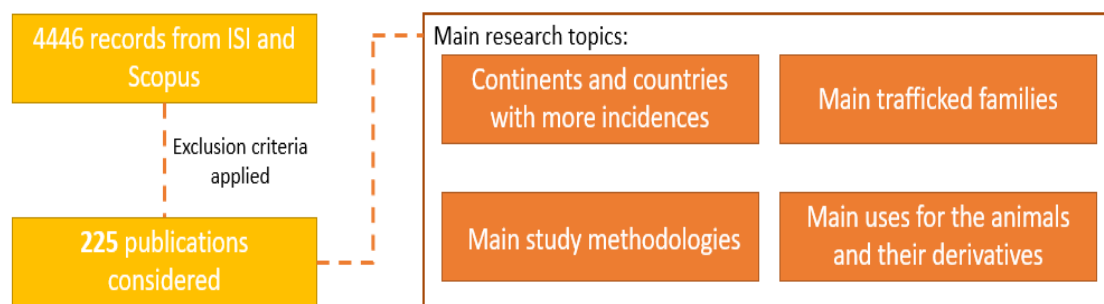 4446 records from ISI and
Scopus
Exclusion criteria
applied
225 publications
considered
Main research topics:
Continents and countries
with more incidences
Main trafficked families
Main study methodologies
Main uses for the animals
and their derivatives